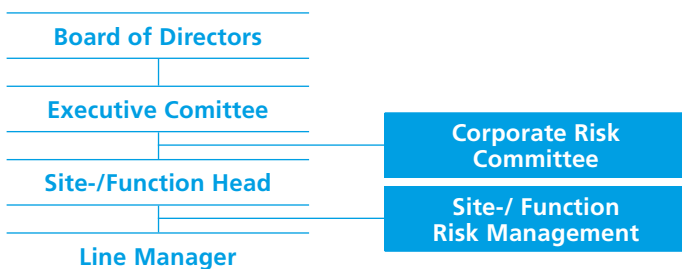 Board of Directors
Executive Comittee
Corporate Risk
Committee
Site-/Function Head
Site-/ Function
Risk Management
Line Manager